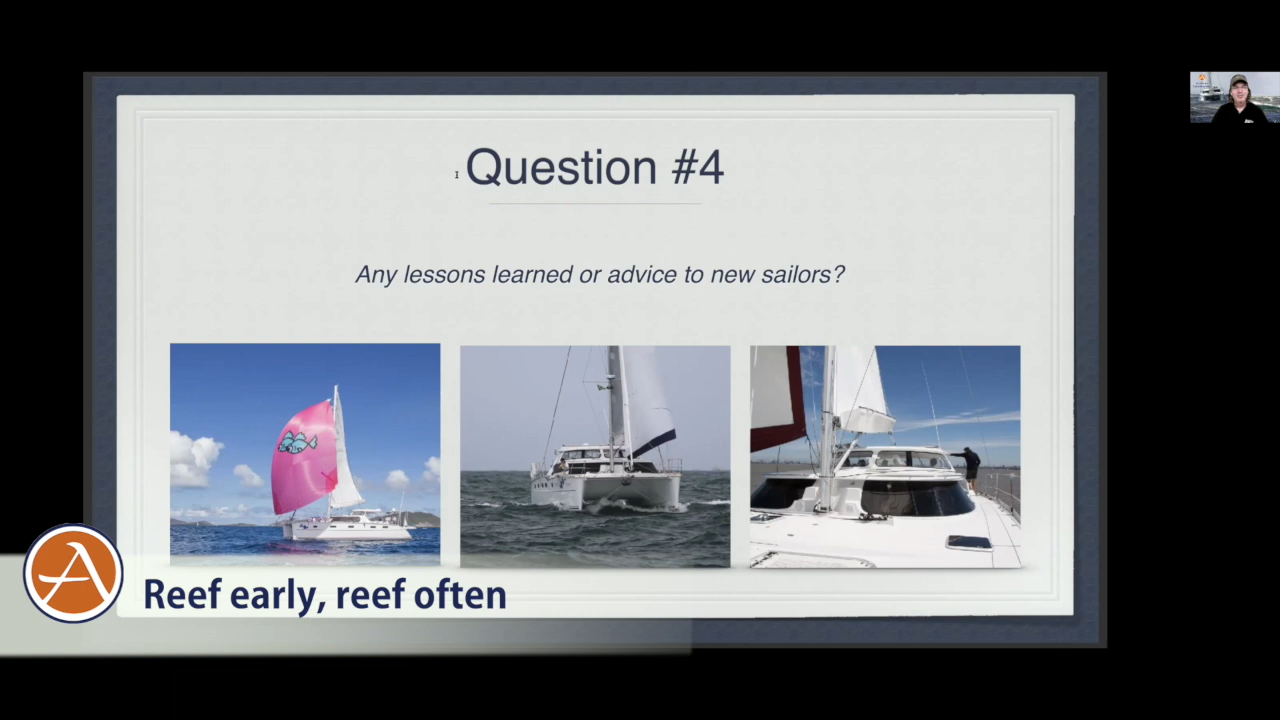 Question #4
Any lessons learned or advice to new sailors?
Reef early, reef often